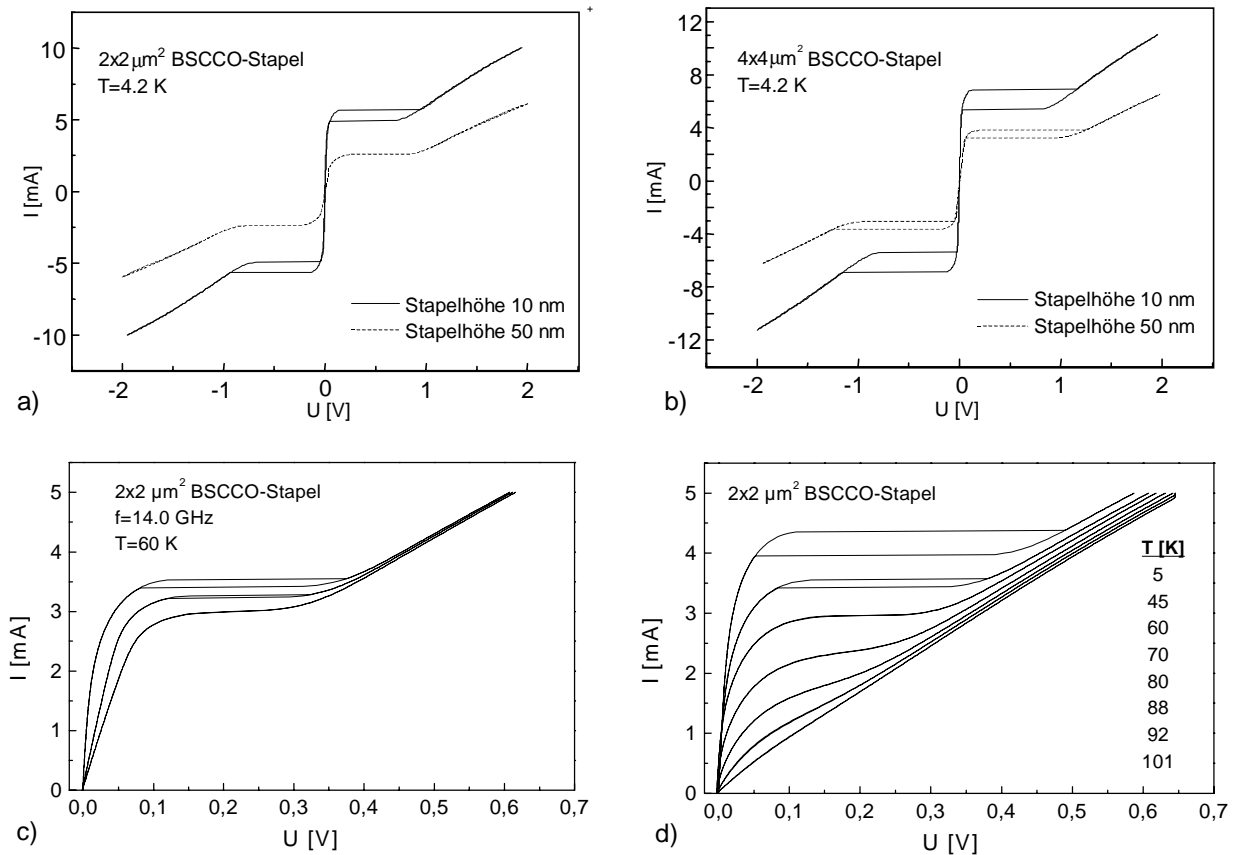 2x2 μm² BSCCO-Stapel
T=4.2 K
I [mA]
10
5
0
-5
-10
Stapelhöhe 10 nm
Stapelhöhe 50 nm
-2 -1 0 1 2
U [V]
a)
+
4x4 μm² BSCCO-Stapel
T=4.2 K
I [mA]
12
8
4
0
-4
-8
-12
Stapelhöhe 10 nm
Stapelhöhe 50 nm
-2 -1 0 1 2
U [V]
b)
2x2 μm² BSCCO-Stapel
f=14.0 GHz
T=60 K
I [mA]
5
4
3
2
1
0
0,0 0,1 0,2 0,3 0,4 0,5 0,6 0,7
U [V]
c)
2x2 μm² BSCCO-Stapel
I [mA]
5
4
3
2
1
0
T [K]
5
45
60
70
80
88
92
101
0,0 0,1 0,2 0,3 0,4 0,5 0,6 0,7
U [V]
d)